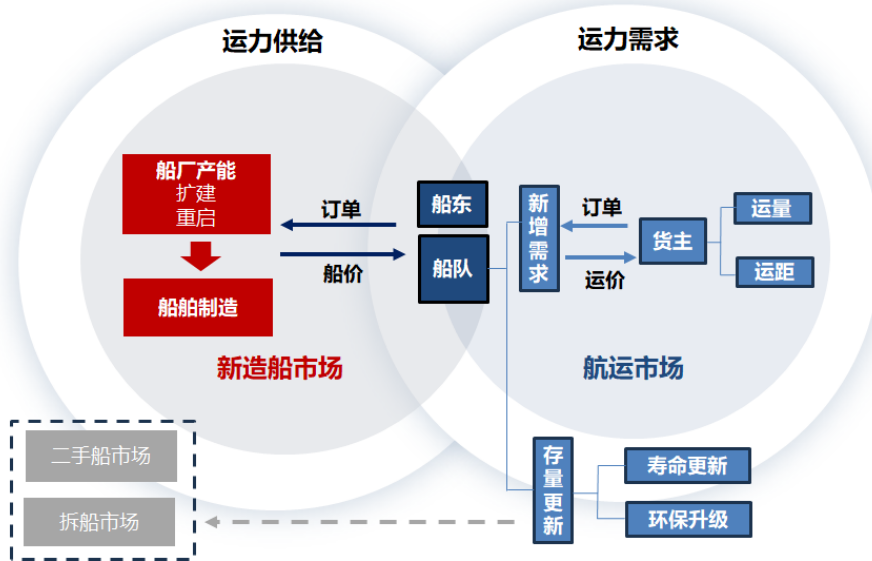 运力供给
运力需求
船厂产能
扩建
重启
船舶制造
订单
船价
船东
船队
新增需求
订单
运价
货主
运量
运距
新造船市场
航运市场
二手船市场
拆船市场
存量更新
寿命更新
环保升级